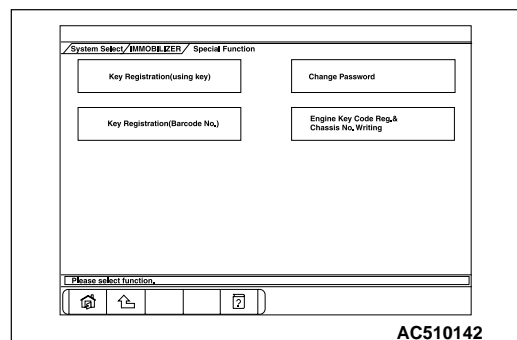 System Select/IMMOBILIZER/ Special Function
Key Registration(using key)
Change Password
Key Registration(Barcode No.)
Engine Key Code Reg.&
Chassis No. Writing
Please select function.
?
AC510142